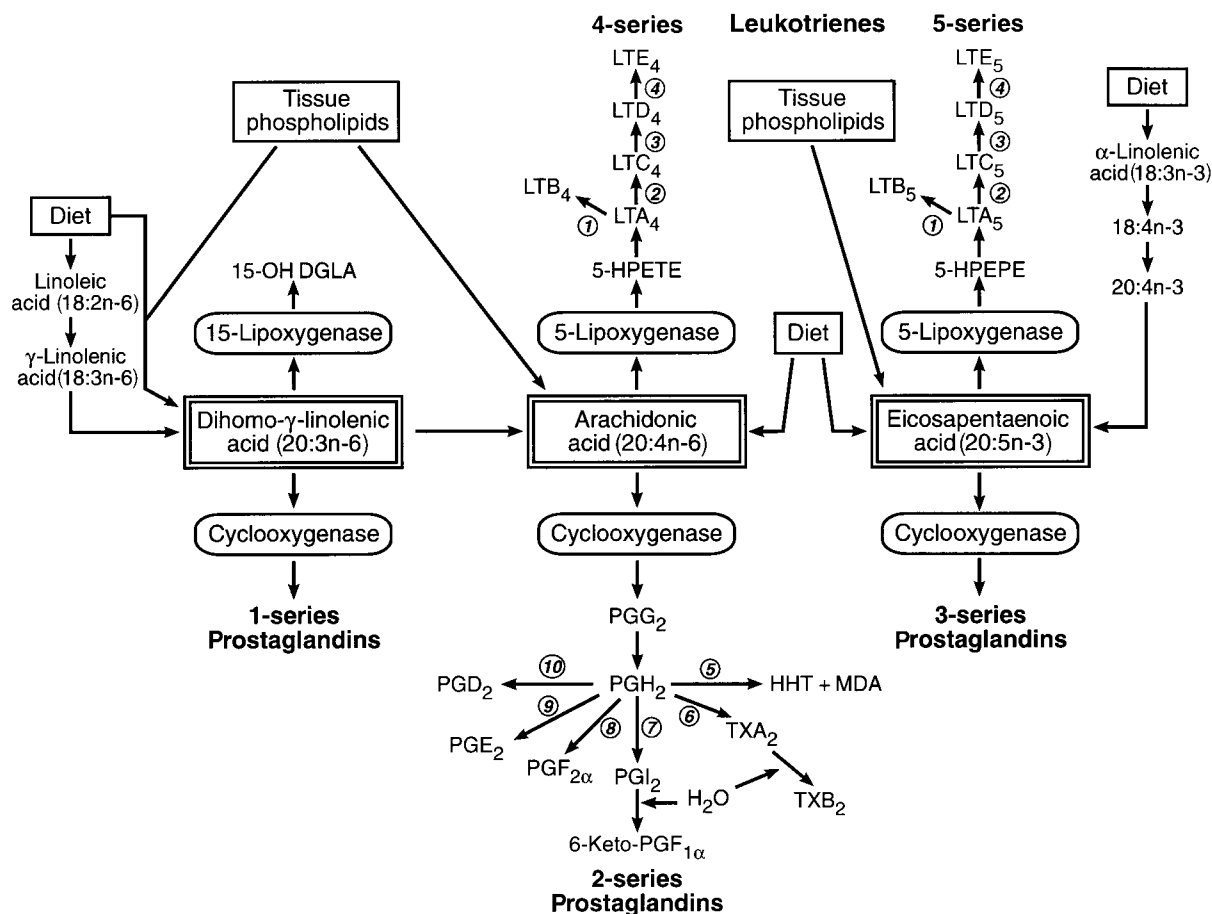 4-series Leukotrienes 5-series
LTE4
④
LTD4
③
LTC4
②
LTB4
①
LTA4
5-HPETE
LTE5
④
LTD5
③
LTC5
②
LTB5
①
LTA5
5-HPEPE
Tissue
phospholipids
Tissue
phospholipids
Diet
α-Linolenic
acid (18:3n-3)
18:4n-3
20:4n-3
Diet
Linoleic
acid (18:2n-6)
γ-Linolenic
acid (18:3n-6)
15-OH DGLA
15-Lipoxygenase
5-Lipoxygenase
Diet
5-Lipoxygenase
Dihomo-γ-linolenic
acid (20:3n-6)
Arachidonic
acid (20:4n-6)
Eicosapentaenoic
acid (20:5n-3)
Cyclooxygenase
Cyclooxygenase
Cyclooxygenase
1-series
Prostaglandins
3-series
Prostaglandins
PGG2
PGH2
⑩
PGD2
⑨
PGE2
⑧
PGF2α
⑦
PGI2
⑤
HHT + MDA
⑥
TXA2
H2O
TXB2
6-Keto-PGF1α
2-series
Prostaglandins